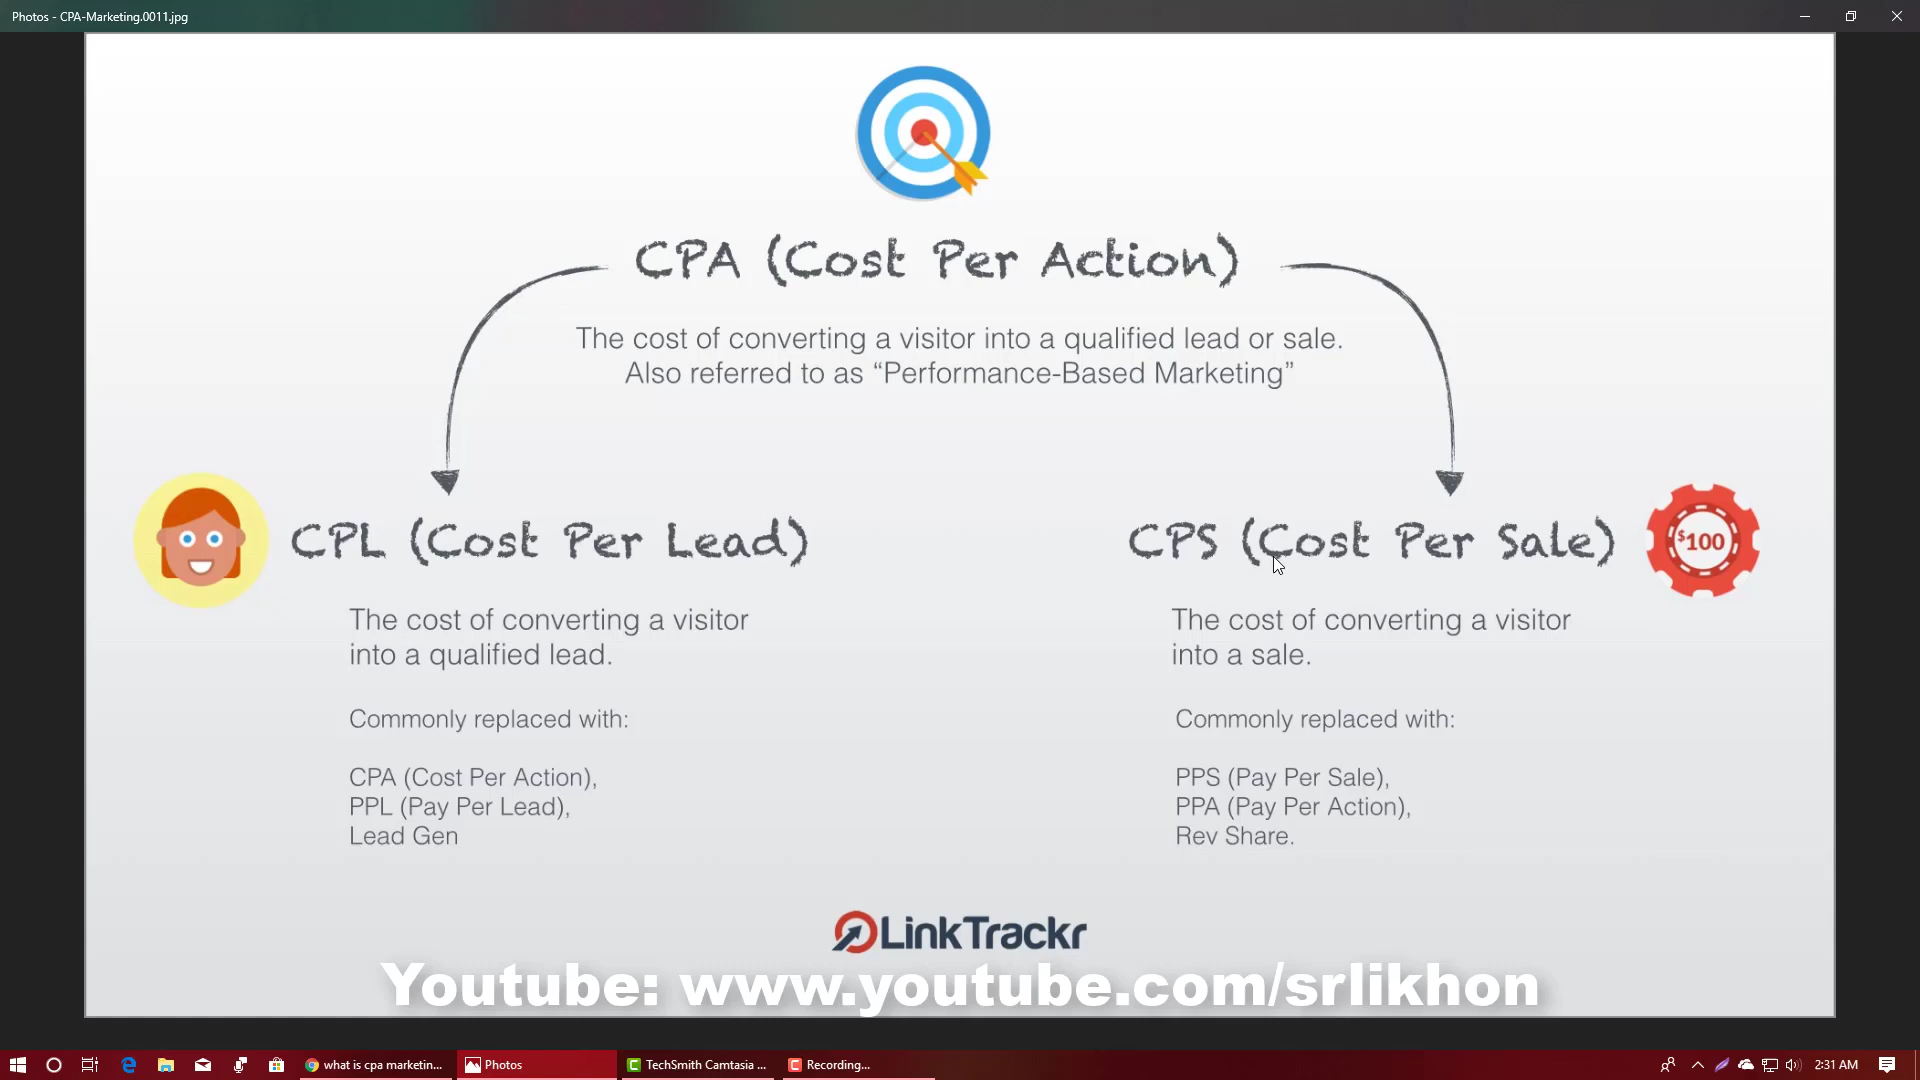 Photos - CPA-Marketing.0011.jpg
CPA (Cost Per Action)
The cost of converting a visitor into a qualified lead or sale.
Also referred to as “Performance-Based Marketing”
CPL (Cost Per Lead)
The cost of converting a visitor
into a qualified lead.
Commonly replaced with:
CPA (Cost Per Action),
PPL (Pay Per Lead),
Lead Gen
CPS (Cost Per Sale)
$100
The cost of converting a visitor
into a sale.
Commonly replaced with:
PPS (Pay Per Sale),
PPA (Pay Per Action),
Rev Share.
LinkTrackr
Youtube: www.youtube.com/srlikhon
what is cpa marketin...
Photos
TechSmith Camtasia ...
Recording...
2:31 AM